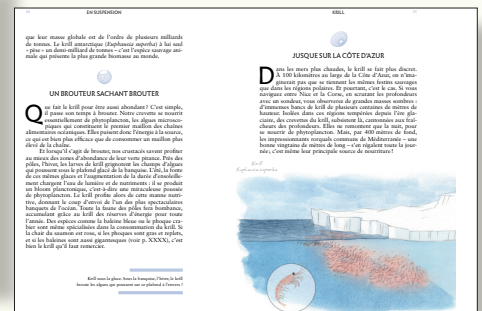 EN SUSPENSION
que leur masse globale est de l'ordre de plusieurs milliards
de tonnes. Le krill antarctique (Euphausia superba) à lui seul
« pèse » un demi-milliard de tonnes – c'est l'espèce sauvage ani-
male qui présente la plus grande biomasse au monde.
UN BROUTEUR SACHANT BROUTER
Que fait le krill pour être aussi abondant ? C'est simple,
il passe son temps à brouter. Notre crevette se nourrit
essentiellement de phytoplancton, les algues microsco-
piques qui constituent le premier maillon des chaînes
alimentaires océaniques. Elles puisent donc l'énergie à la source,
ce qui est bien plus efficace que de consommer un maillon plus
élevé de la chaîne.
Et lorsqu'il s'agit de brouter, nos crustacés savent profiter
au mieux des zones d'abondance de leur verte pitance. Près des
pôles, l'hiver, les larves de krill grignotent les champs d'algues
qui poussent sous le plafond glacé de la banquise. L'été, la fonte
de ces mêmes glaces et l'augmentation de la durée d'ensoleille-
ment chargent l'eau de lumière et de nutriments : il se produit
un bloom planctonique, c'est-à-dire une miraculeuse poussée
de phytoplancton. Le krill profite alors de cette manne nutri-
tive, donnant le coup d'envoi de l'un des plus spectaculaires
banquets de l'océan. Toute la faune des pôles fera bombance,
accumulant grâce au krill des réserves d'énergie pour toute
l'année. Des espèces comme la baleine bleue ou le phoque cra-
bier sont même spécialisées dans la consommation du krill. Si
la chair du saumon est rose, si les phoques sont gras et replets,
et si les baleines sont aussi gigantesques (voir p. XXXX), c'est
bien le krill qu'il faut remercier.
Krill sous la glace. Sous la banquise, l'hiver, le krill
broute les algues qui poussent sur ce plafond à l'envers !
KRILL
JUSQUE SUR LA CÔTE D'AZUR
Dans les mers plus chaudes, le krill se fait plus discret.
À 100 kilomètres au large de la Côte d'Azur, on n'ima-
ginerait pas que se tiennent les mêmes festins sauvages
que dans les régions polaires. Et pourtant, c'est le cas. Si vous
naviguez entre Nice et la Corse, en scrutant les profondeurs
avec un sondeur, vous observerez de grandes masses sombres :
d'immenses bancs de krill de plusieurs centaines de mètres de
hauteur. Isolées dans ces régions tempérées depuis l'ère gla-
ciaire, des crevettes du krill, subsistent là, cantonnées aux fraî-
cheurs des profondeurs. Elles ne remontent que la nuit, pour
se nourrir de phytoplancton. Mais, par 400 mètres de fond,
les impressionnants rorquals communs de Méditerranée – une
bonne vingtaine de mètres de long – s'en régalent toute la jour-
née ; c'est même leur principale source de nourriture !
Krill
Euphausia superba